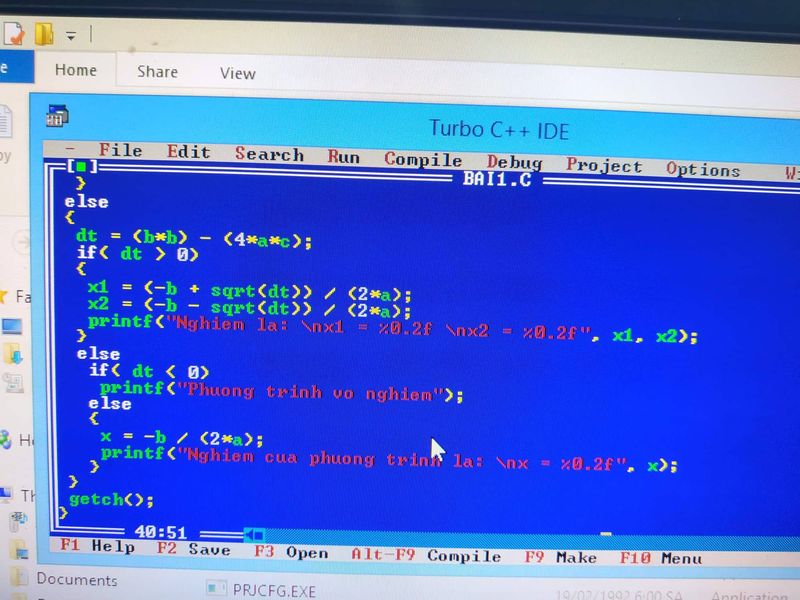 Home Share View
Turbo C++ IDE
File Edit Search Run Compile Debug Project Options
[■] BAI1.C
}
else
{
dt = (b*b) - (4*a*c);
if( dt > 0)
{
x1 = (-b + sqrt(dt)) / (2*a);
x2 = (-b - sqrt(dt)) / (2*a);
printf("Nghiem la: \nx1 = %0.2f \nx2 = %0.2f", x1, x2);
}
else
if( dt < 0)
printf("Phuong trinh vo nghiem");
else
{
x = -b / (2*a);
printf("Nghiem cua phuong trinh la: \nx = %0.2f", x);
}
}
getch();
}
40:51
F1 Help F2 Save F3 Open Alt-F9 Compile F9 Make F10 Menu
Documents
PRJCFG.EXE 19/02/1992 6:00 SA Application